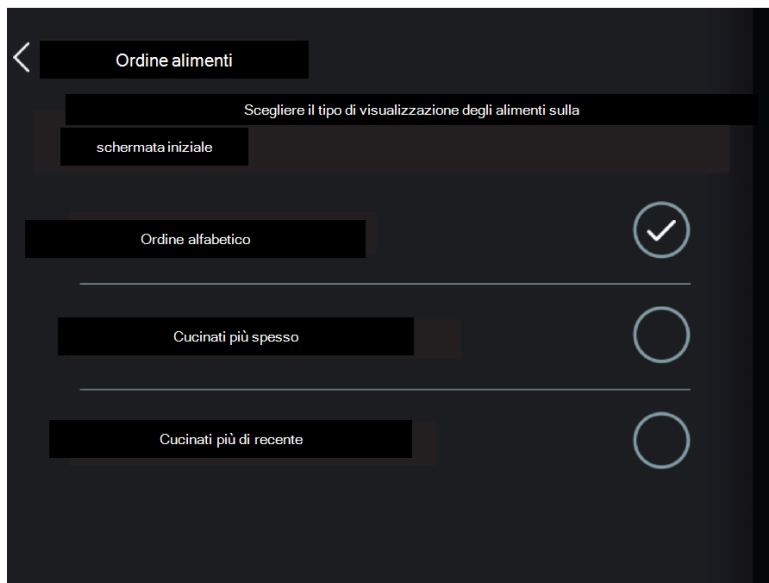 Ordine alimenti
Scegliere il tipo di visualizzazione degli alimenti sulla
schermata iniziale
Ordine alfabetico
Cucinati più spesso
Cucinati più di recente